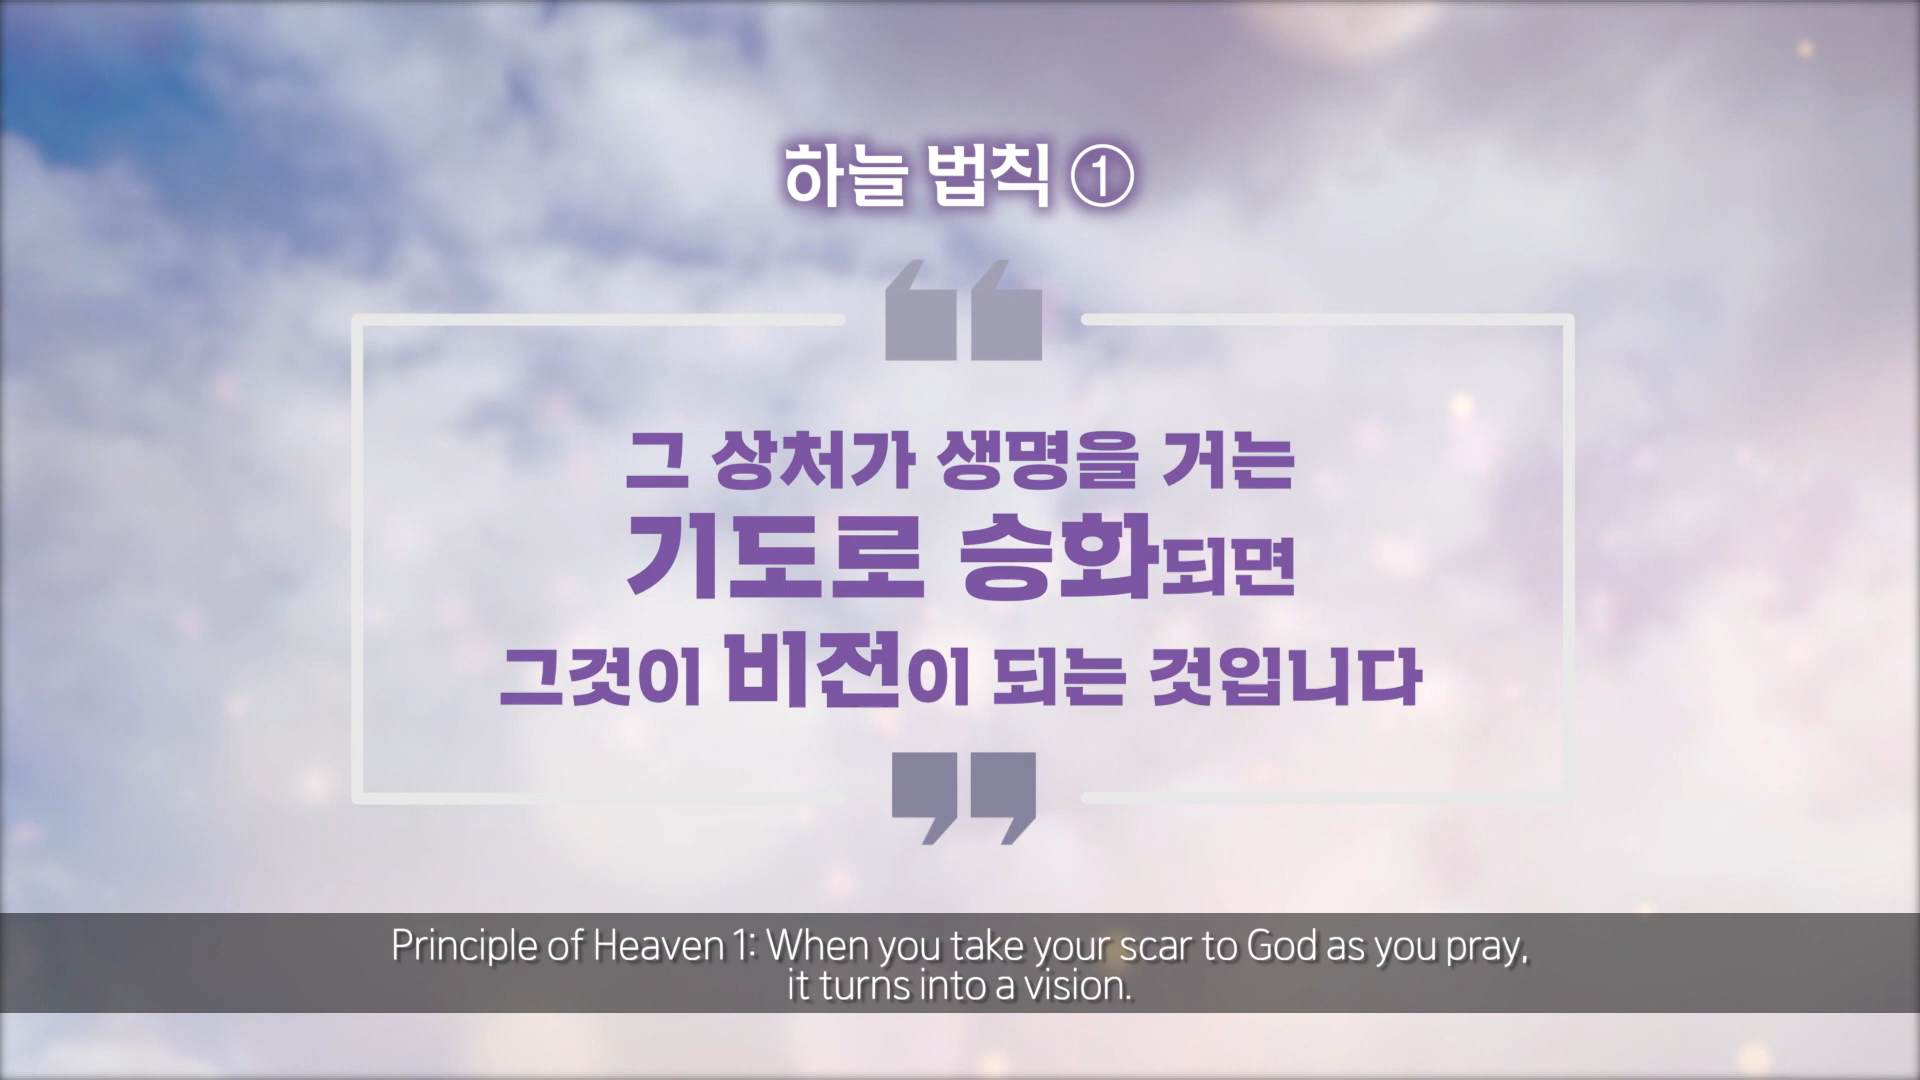 하늘 법칙 ①
그 상처가 생명을 거는
기도로 승화되면
그것이 비전이 되는 것입니다
Principle of Heaven 1: When you take your scar to God as you pray,
it turns into a vision.